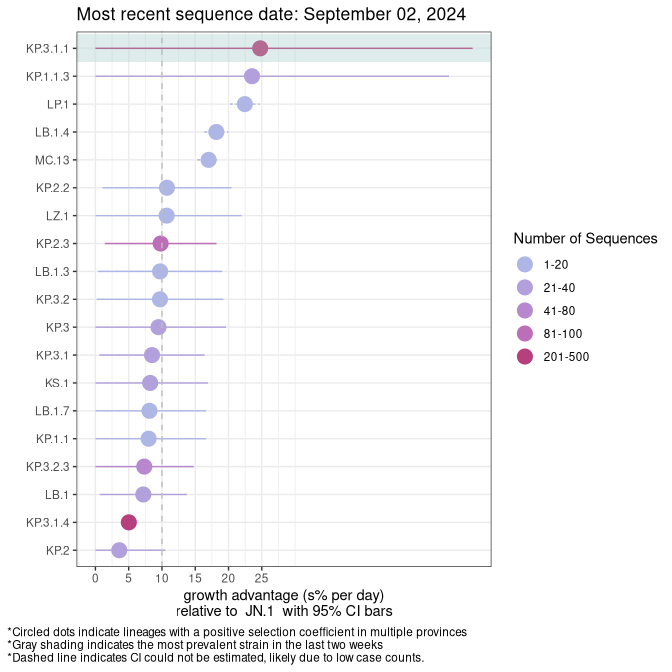 Most recent sequence date: September 02, 2024
KP.3.1.1
KP.1.1.3
LP.1
LB.1.4
MC.13
KP.2.2
LZ.1
KP.2.3
LB.1.3
KP.3.2
KP.3
KP.3.1
KS.1
LB.1.7
KP.1.1
KP.3.2.3
LB.1
KP.3.1.4
KP.2
0 5 10 15 20 25
growth advantage (s% per day)
relative to JN.1 with 95% CI bars
Number of Sequences
1-20
21-40
41-80
81-100
201-500
*Circled dots indicate lineages with a positive selection coefficient in multiple provinces
*Gray shading indicates the most prevalent strain in the last two weeks
*Dashed line indicates CI could not be estimated, likely due to low case counts.